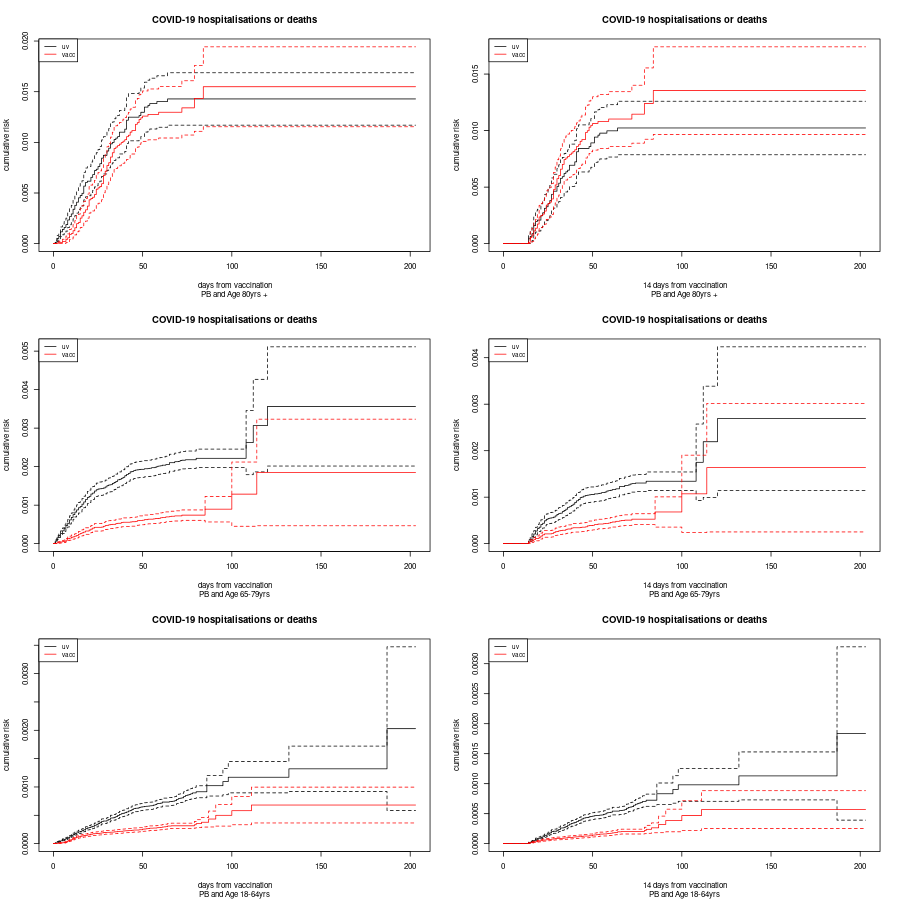 COVID-19 hospitalisations or deaths
uv
vacc
cumulative risk
0.000
0.005
0.010
0.015
0.020
0
50
100
150
200
days from vaccination
PB and Age 80yrs +
COVID-19 hospitalisations or deaths
uv
vacc
cumulative risk
0.000
0.005
0.010
0.015
0
50
100
150
200
14 days from vaccination
PB and Age 80yrs +
COVID-19 hospitalisations or deaths
uv
vacc
cumulative risk
0.000
0.001
0.002
0.003
0.004
0.005
0
50
100
150
200
days from vaccination
PB and Age 65-79yrs
COVID-19 hospitalisations or deaths
uv
vacc
cumulative risk
0.000
0.001
0.002
0.003
0.004
0
50
100
150
200
14 days from vaccination
PB and Age 65-79yrs
COVID-19 hospitalisations or deaths
uv
vacc
cumulative risk
0.0000
0.0010
0.0020
0.0030
0
50
100
150
200
days from vaccination
PB and Age 18-64yrs
COVID-19 hospitalisations or deaths
uv
vacc
cumulative risk
0.0000
0.0005
0.0010
0.0015
0.0020
0.0025
0.0030
0
50
100
150
200
14 days from vaccination
PB and Age 18-64yrs